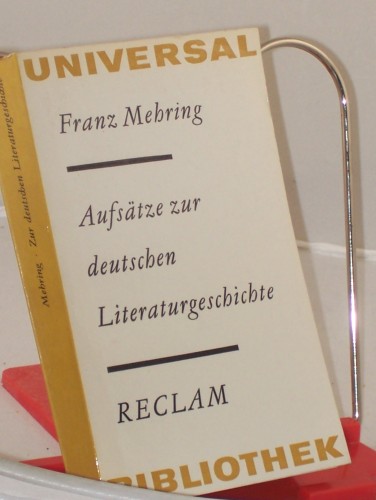 UNIVERSAL
Franz Mehring
Aufsätze zur
deutschen
Literaturgeschichte
RECLAM
BIBLIOTHEK
Mehring · Zur deutschen Literaturgeschichte